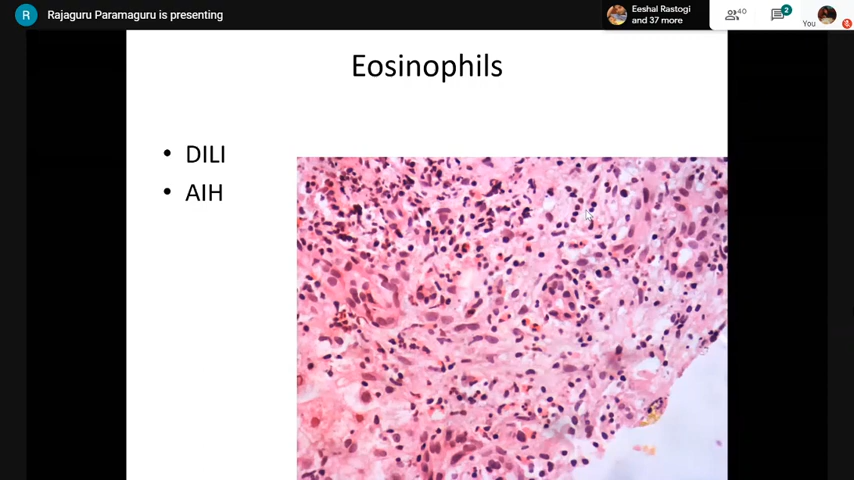 R Rajaguru Paramaguru is presenting
Eeshal Rastogi
and 37 more
40
2
You
Eosinophils
• DILI
• AIH